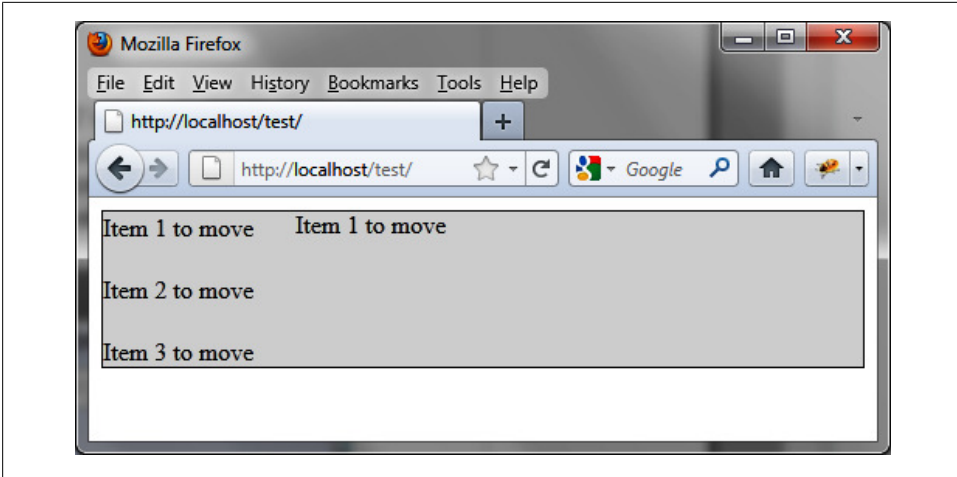 Mozilla Firefox
File Edit View History Bookmarks Tools Help
http://localhost/test/
http://localhost/test/ Google
Item 1 to move Item 1 to move
Item 2 to move
Item 3 to move